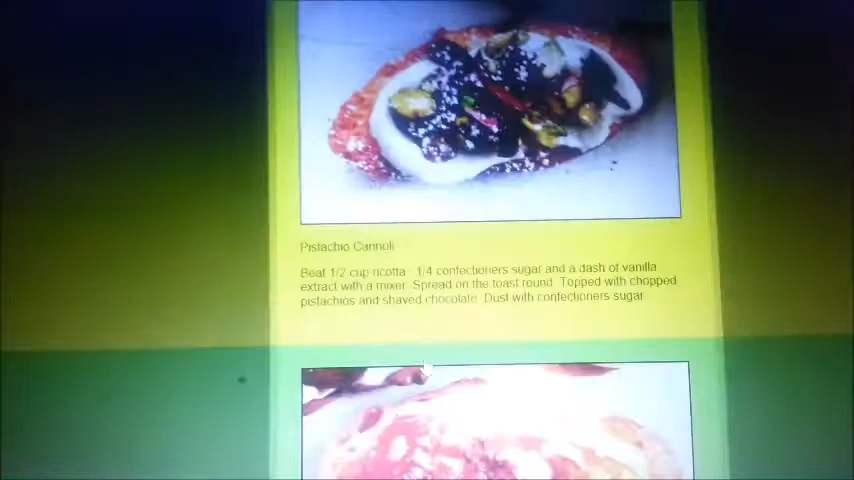 Pistachio Cannoli
Beat 1/2 cup ricotta 1/4 confectioners sugar and a dash of vanilla
extract with a mixer. Spread on the toast round. Topped with chopped
pistachios and shaved chocolate. Dust with confectioners sugar